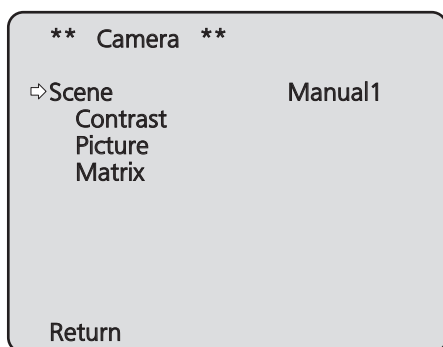 ** Camera **
⇨Scene Manual1
Contrast
Picture
Matrix
Return